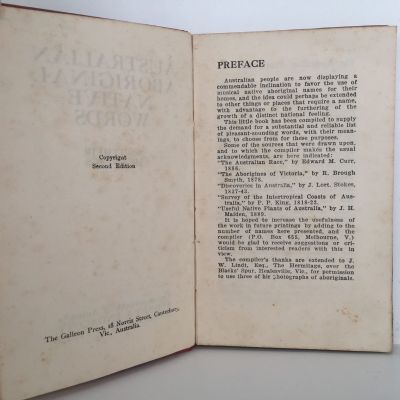 Copyright
Second Edition
The Galleon Press, 18 Norris Street, Canterbury,
Vic., Australia.
PREFACE
Australian people are now displaying a
commendable inclination to favor the use of
musical native aboriginal names for their
homes, and the idea could perhaps be extended
to other things or places that require a name,
with advantage to the furthering of the
growth of a distinct national feeling.
This little book has been compiled to supply
the demand for a substantial and reliable list
of pleasant-sounding words, with their mean-
ings, to choose from for these purposes.
Some of the sources that were drawn upon,
and to which the compiler makes the usual
acknowledgments, are here indicated:
"The Australian Race," by Edward M. Curr,
1886.
"The Aborigines of Victoria," by R. Brough
Smyth, 1878.
"Discoveries in Australia," by J. Lort. Stokes,
1837-43.
"Survey of the Intertropical Coasts of Aus-
tralia," by P. P. King, 1818-22.
"Useful Native Plants of Australia," by J. H.
Maiden, 1889.
It is hoped to increase the usefulness of
the work in future printings by adding to the
number of names here presented, and the
compiler (P.O. Box 655, Melbourne, V.)
would be glad to receive suggestions or cri-
ticism from interested readers with this in
view.
The compiler's thanks are extended to J.
W. Lindt, Esq., The Hermitage, over the
Blacks' Spur, Healesville, Vic., for permission
to use three of his photographs of aboriginals.